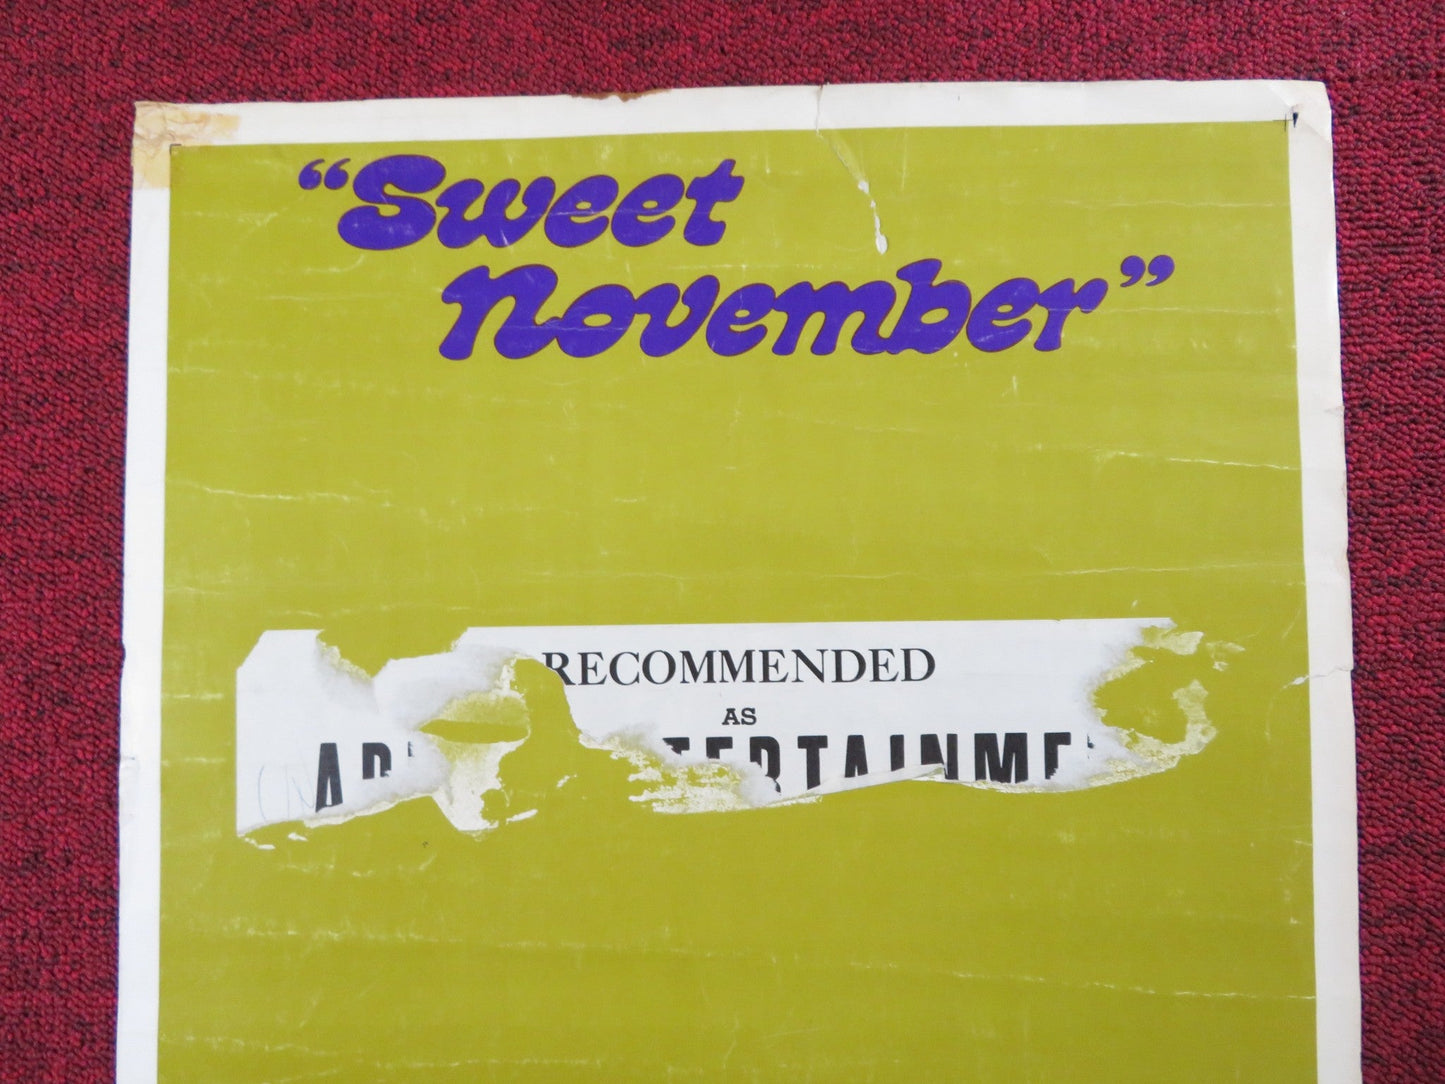 “Sweet
November”
RECOMMENDED
AS